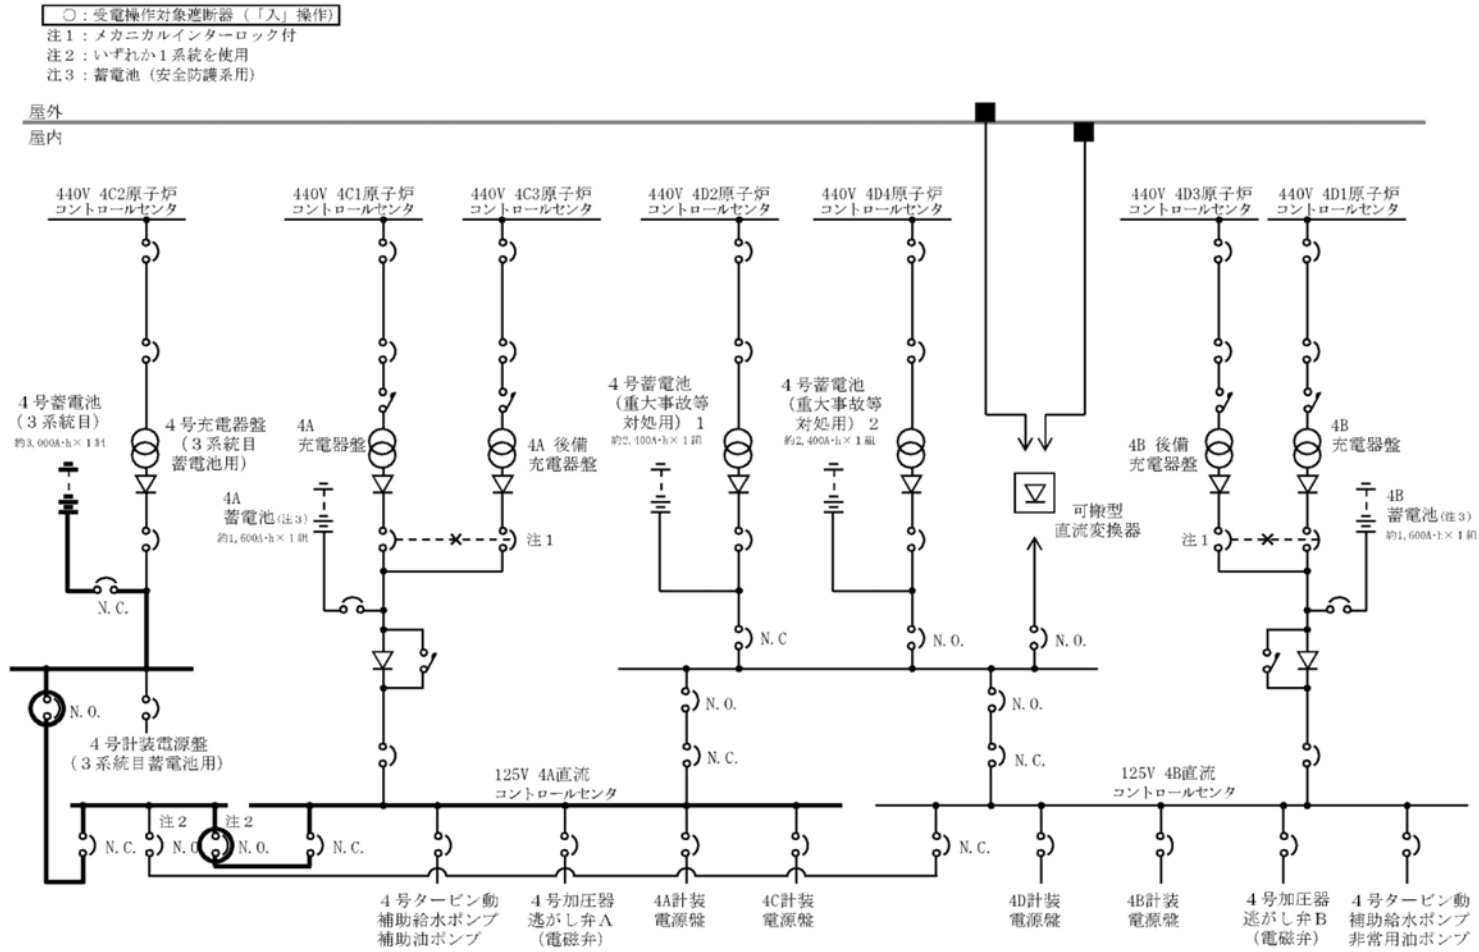 ○：受電操作対象遮断器（「入」操作）
注１：メカニカルインターロック付
注２：いずれか１系統を使用
注３：蓄電池（安全防護系用）
屋外
屋内
440V 4C2原子炉
コントロールセンタ
440V 4C1原子炉
コントロールセンタ
440V 4C3原子炉
コントロールセンタ
440V 4D2原子炉
コントロールセンタ
440V 4D4原子炉
コントロールセンタ
440V 4D3原子炉
コントロールセンタ
440V 4D1原子炉
コントロールセンタ
４号蓄電池
（３系統目）
約3,000A·h×１組
４号充電器盤
（３系統目
蓄電池用）
4A
充電器盤
4A 後備
充電器盤
4A
蓄電池(注３)
約1,600A·h×１組
注１
４号蓄電池
（重大事故等
対処用）１
約2,400A·h×１組
４号蓄電池
（重大事故等
対処用）２
約2,400A·h×１組
可搬型
直流変換器
4B 後備
充電器盤
4B
充電器盤
注１
4B
蓄電池(注３)
約1,600A·h×１組
N.C.
N.C
N.O.
N.O.
N.O.
N.O.
N.O.
N.C.
N.C.
４号計装電源盤
（３系統目蓄電池用）
125V 4A直流
コントロールセンタ
125V 4B直流
コントロールセンタ
注２
注２
N.C.
N.O
N.O.
N.C.
N.C.
４号タービン動
補助給水ポンプ
補助油ポンプ
４号加圧器
逃がし弁Ａ
（電磁弁）
4A計装
電源盤
4C計装
電源盤
4D計装
電源盤
4B計装
電源盤
４号加圧器
逃がし弁Ｂ
（電磁弁）
４号タービン動
補助給水ポンプ
非常用油ポンプ